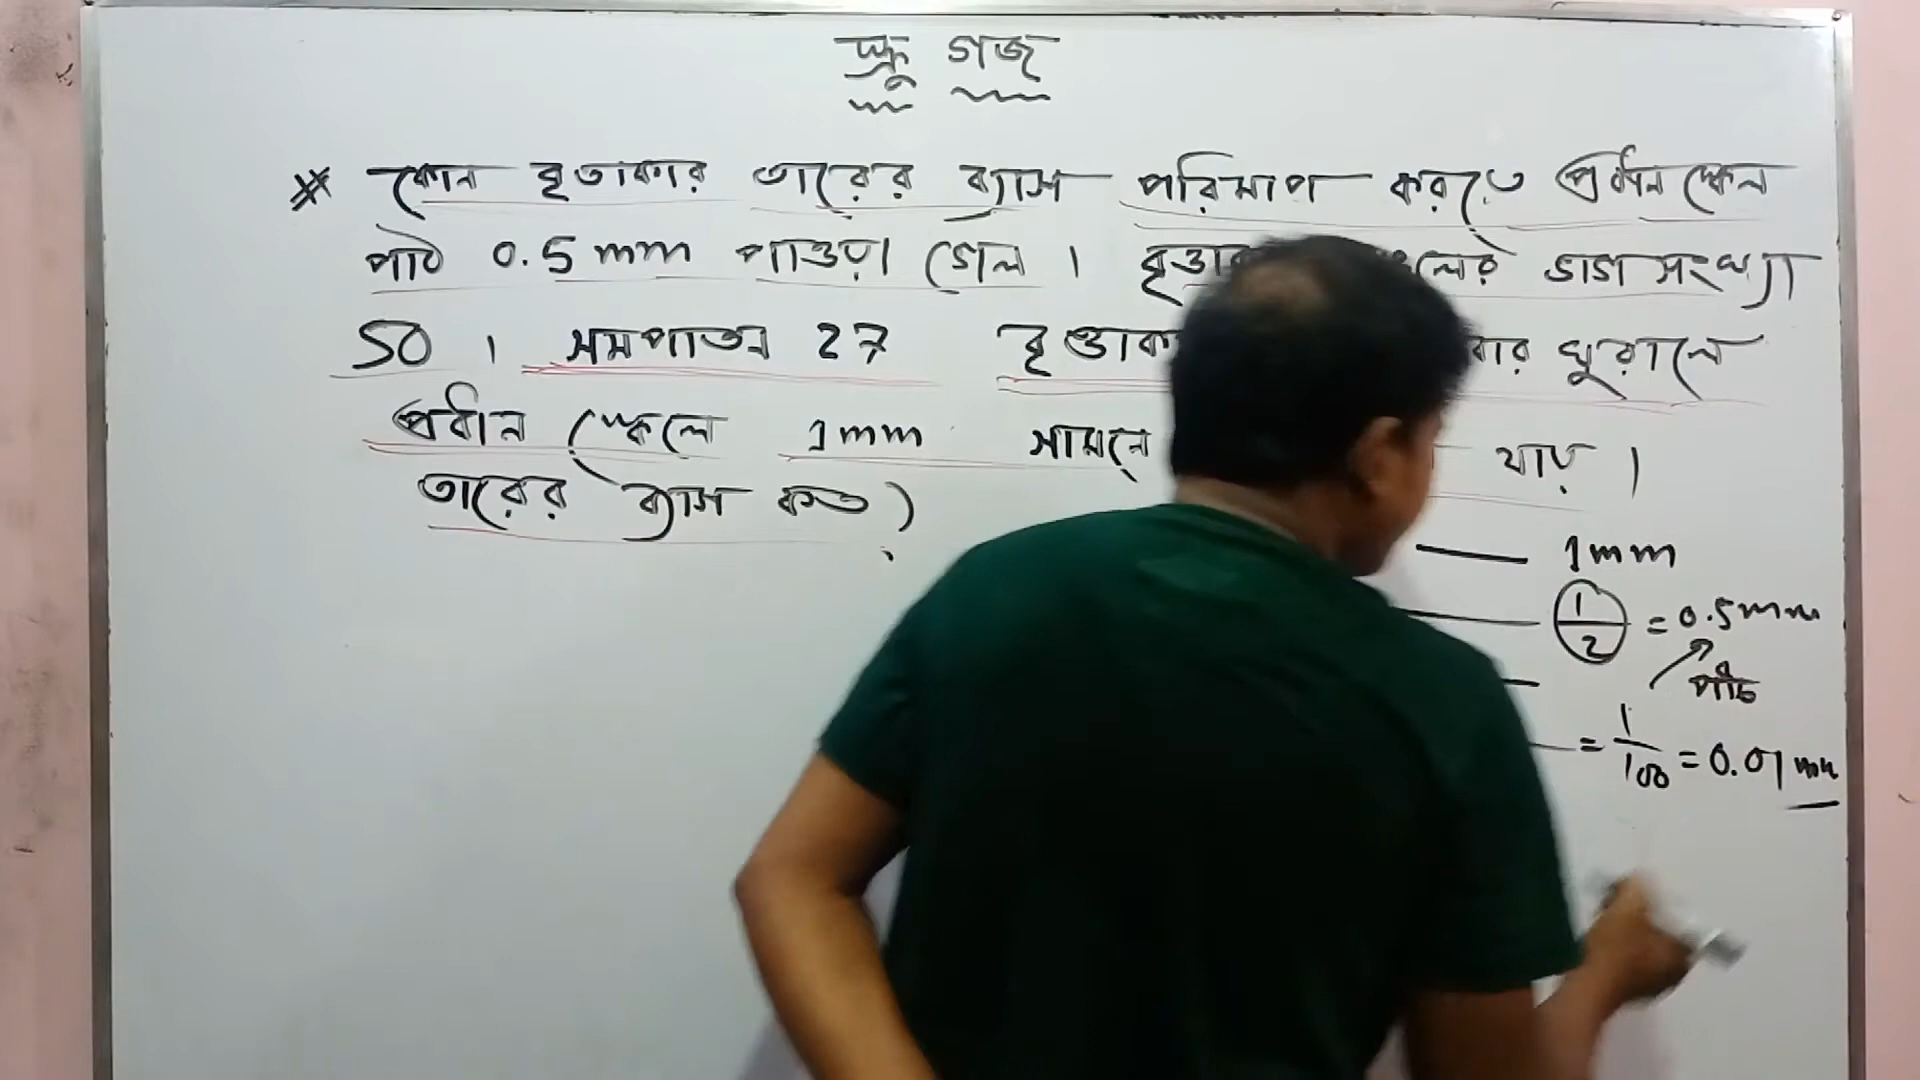 স্ক্রু গজ
* কোন বৃত্তাকার তারের ব্যাস পরিমাপ করতে প্রধান স্কেল
পাঠ 0.5 mm পাওয়া গেল । লের ভাগ সংখ্যা
50 । সমপাতন 27 বার ঘুরালে
প্রধান স্কেলে 1mm সামনে যায় ।
তারের ব্যাস কত ?
1mm
1/2 = 0.5mm
পীচ
= 1/100 = 0.01 mm